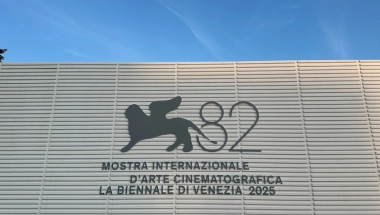 82
MOSTRA INTERNAZIONALE
D'ARTE CINEMATOGRAFICA
LA BIENNALE DI VENEZIA 2025